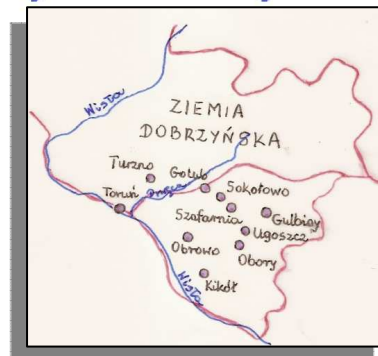 Wisła
ZIEMIA
DOBRZYŃSKA
Turzno
Golub
Drwęca
Sokołowo
Toruń
Szafarnia
Gulbiny
Ugoszcz
Obrowo
Obory
Wisła
Kikół